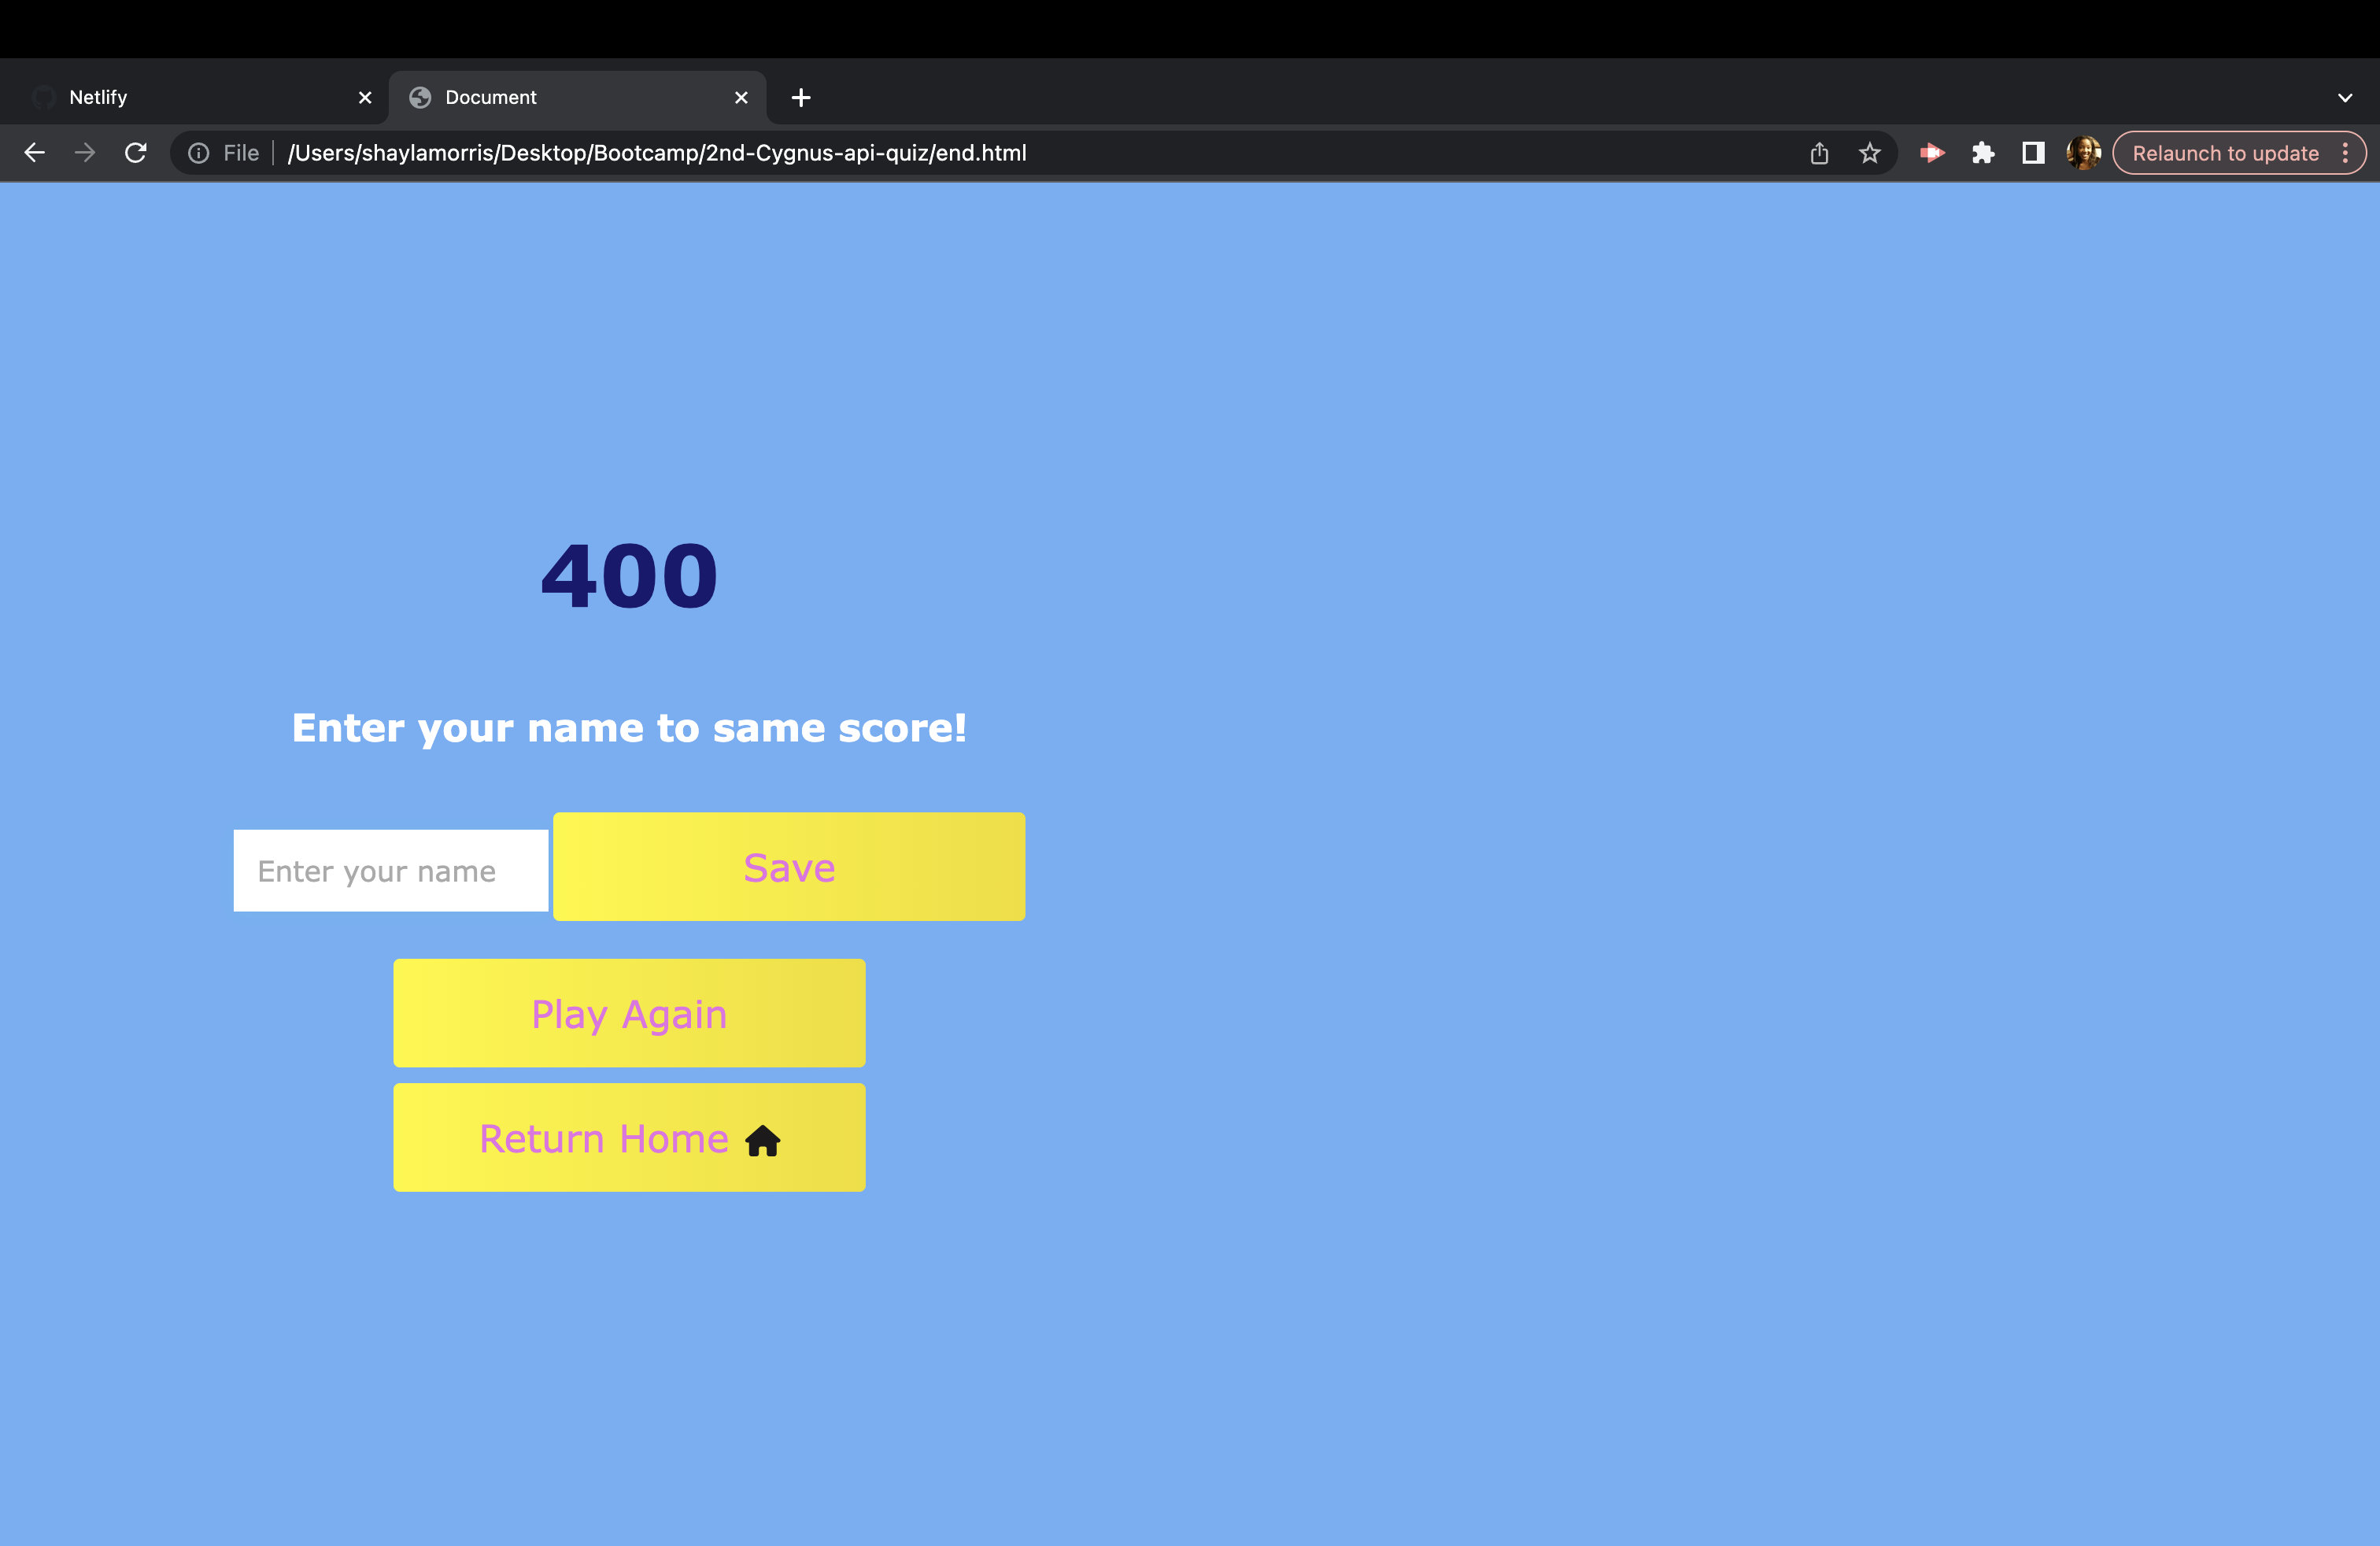 Netlify
Document
File /Users/shaylamorris/Desktop/Bootcamp/2nd-Cygnus-api-quiz/end.html
Relaunch to update
400
Enter your name to same score!
Enter your name
Save
Play Again
Return Home